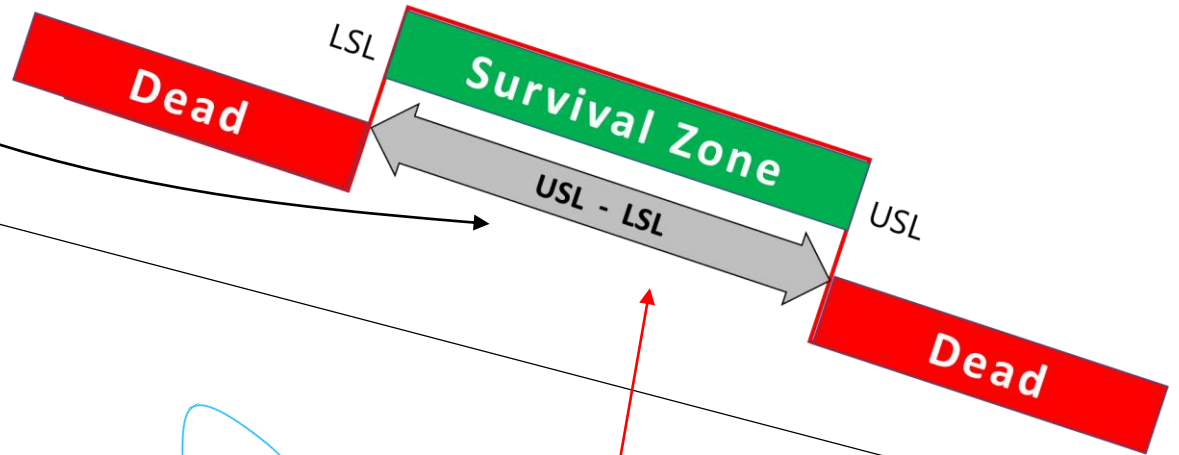 LSL
Survival Zone
Dead
USL - LSL
USL
Dead